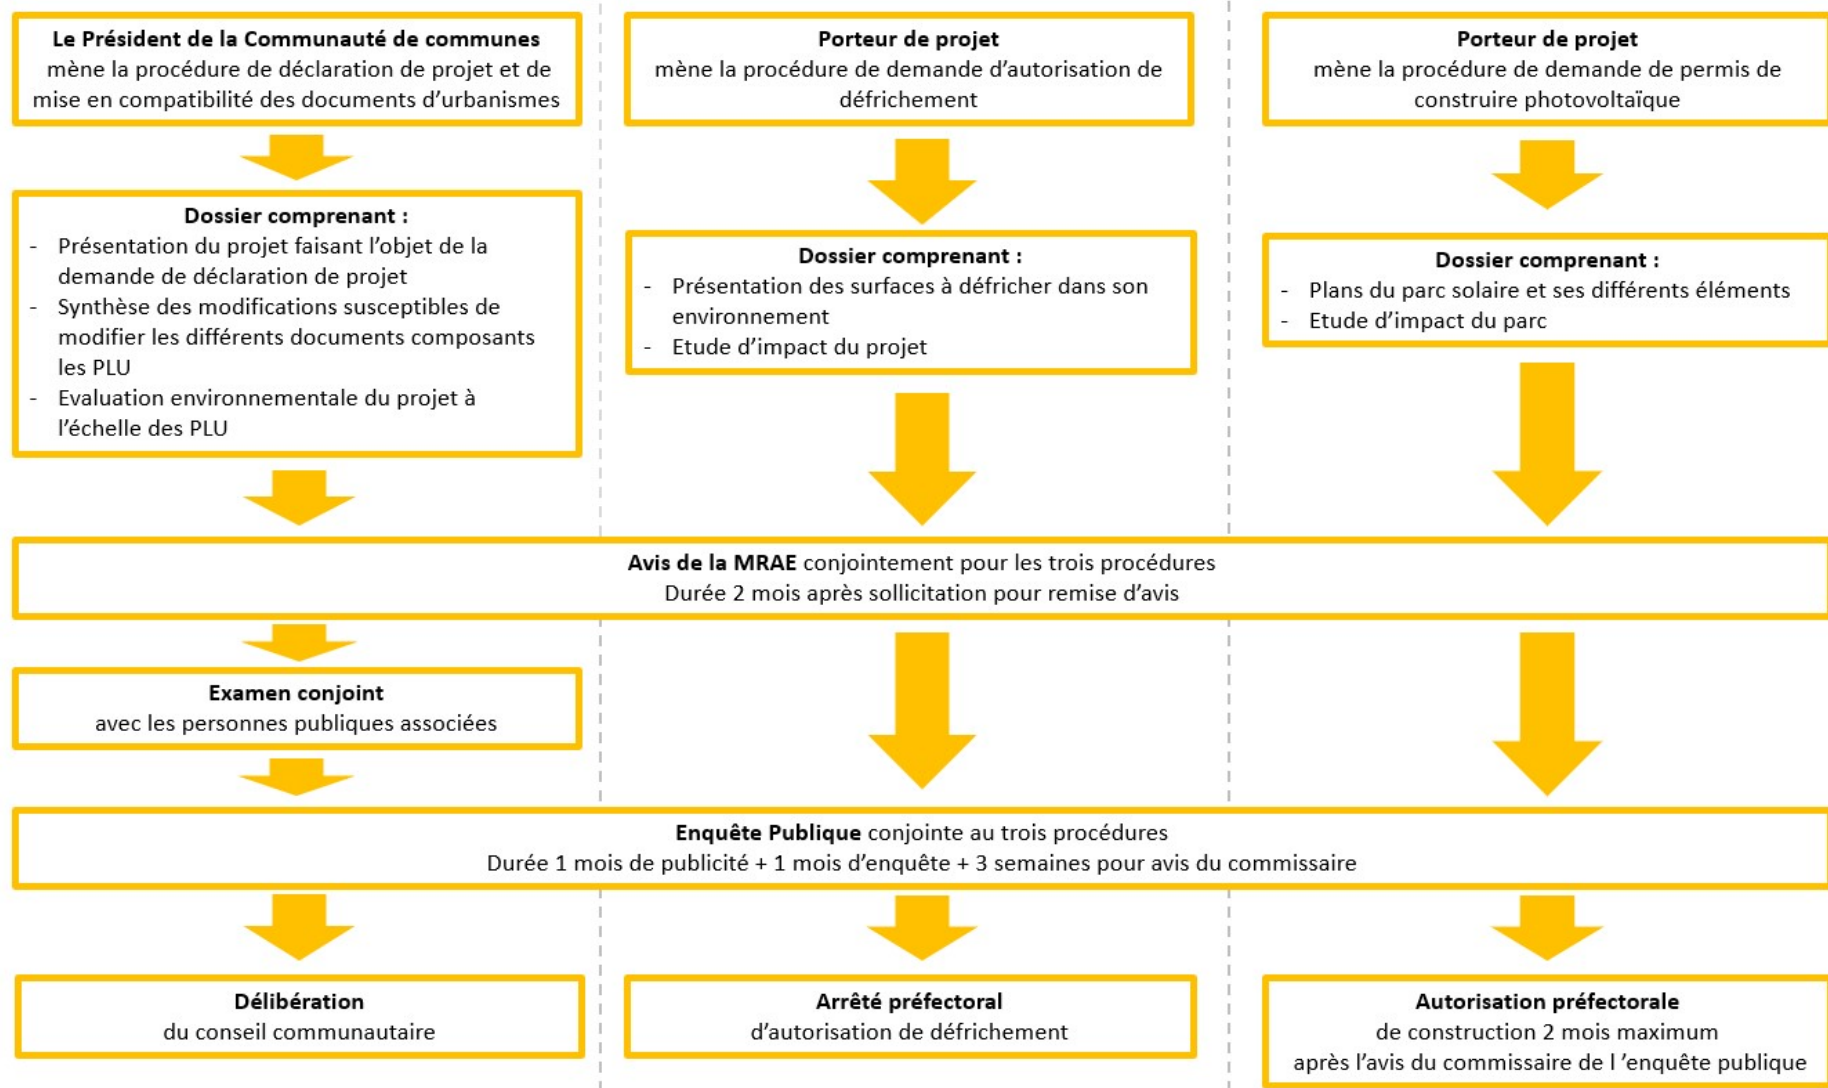 Le Président de la Communauté de communes
mène la procédure de déclaration de projet et de
mise en compatibilité des documents d’urbanismes
Porteur de projet
mène la procédure de demande d’autorisation de
défrichement
Porteur de projet
mène la procédure de demande de permis de
construire photovoltaïque
Dossier comprenant :
- Présentation du projet faisant l’objet de la
demande de déclaration de projet
- Synthèse des modifications susceptibles de
modifier les différents documents composants
les PLU
- Evaluation environnementale du projet à
l’échelle des PLU
Dossier comprenant :
- Présentation des surfaces à défricher dans son
environnement
- Etude d’impact du projet
Dossier comprenant :
- Plans du parc solaire et ses différents éléments
- Etude d’impact du parc
Avis de la MRAE conjointement pour les trois procédures
Durée 2 mois après sollicitation pour remise d’avis
Examen conjoint
avec les personnes publiques associées
Enquête Publique conjointe au trois procédures
Durée 1 mois de publicité + 1 mois d’enquête + 3 semaines pour avis du commissaire
Délibération
du conseil communautaire
Arrêté préfectoral
d’autorisation de défrichement
Autorisation préfectorale
de construction 2 mois maximum
après l’avis du commissaire de l ’enquête publique